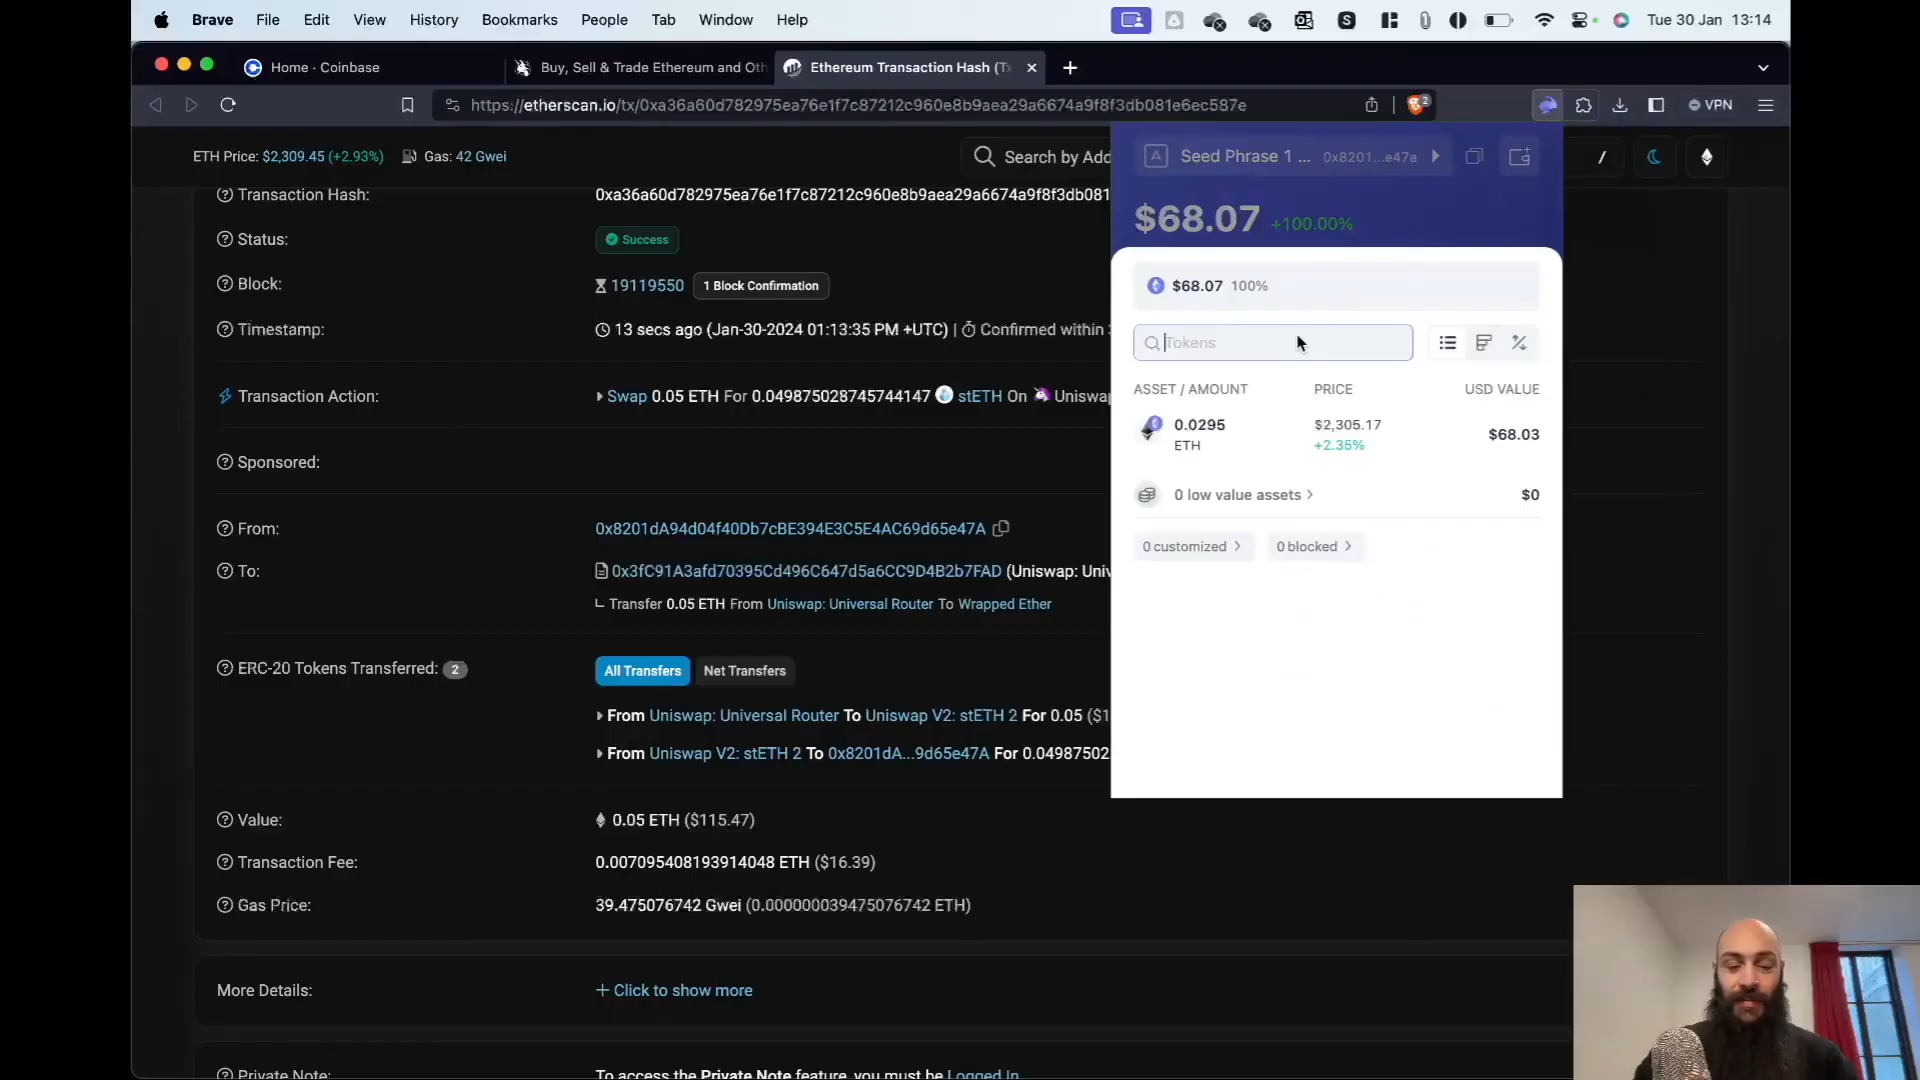 Brave File Edit View History Bookmarks People Tab Window Help
S
Tue 30 Jan 13:14
Home - Coinbase
Buy, Sell & Trade Ethereum and Oth
Ethereum Transaction Hash (Tx
https://etherscan.io/tx/0xa36a60d782975ea76e1f7c87212c960e8b9aea29a6674a9f8f3db081e6ec587e
2
VPN
ETH Price: $2,309.45 (+2.93%)
Gas: 42 Gwei
Search by Add
/
Transaction Hash:
0xa36a60d782975ea76e1f7c87212c960e8b9aea29a6674a9f8f3db081
Status:
Success
Block:
19119550
1 Block Confirmation
Timestamp:
13 secs ago (Jan-30-2024 01:13:35 PM +UTC) | Confirmed within
Transaction Action:
Swap 0.05 ETH For 0.049875028745744147 stETH On Uniswap
Sponsored:
From:
0x8201dA94d04f40Db7cBE394E3C5E4AC69d65e47A
To:
0x3fC91A3afd70395Cd496C647d5a6CC9D4B2b7FAD (Uniswap: Univ
Transfer 0.05 ETH From Uniswap: Universal Router To Wrapped Ether
ERC-20 Tokens Transferred: 2
All Transfers
Net Transfers
From Uniswap: Universal Router To Uniswap V2: stETH 2 For 0.05 ($1
From Uniswap V2: stETH 2 To 0x8201dA...9d65e47A For 0.04987502
Value:
0.05 ETH ($115.47)
Transaction Fee:
0.007095408193914048 ETH ($16.39)
Gas Price:
39.475076742 Gwei (0.000000039475076742 ETH)
More Details:
+ Click to show more
Private Note:
To access the Private Note feature, you must be Logged In
A
Seed Phrase 1 ... 0x8201...e47a
$68.07 +100.00%
$68.07 100%
Tokens
ASSET / AMOUNT PRICE USD VALUE
0.0295 $2,305.17 $68.03
ETH +2.35%
0 low value assets > $0
0 customized >
0 blocked >